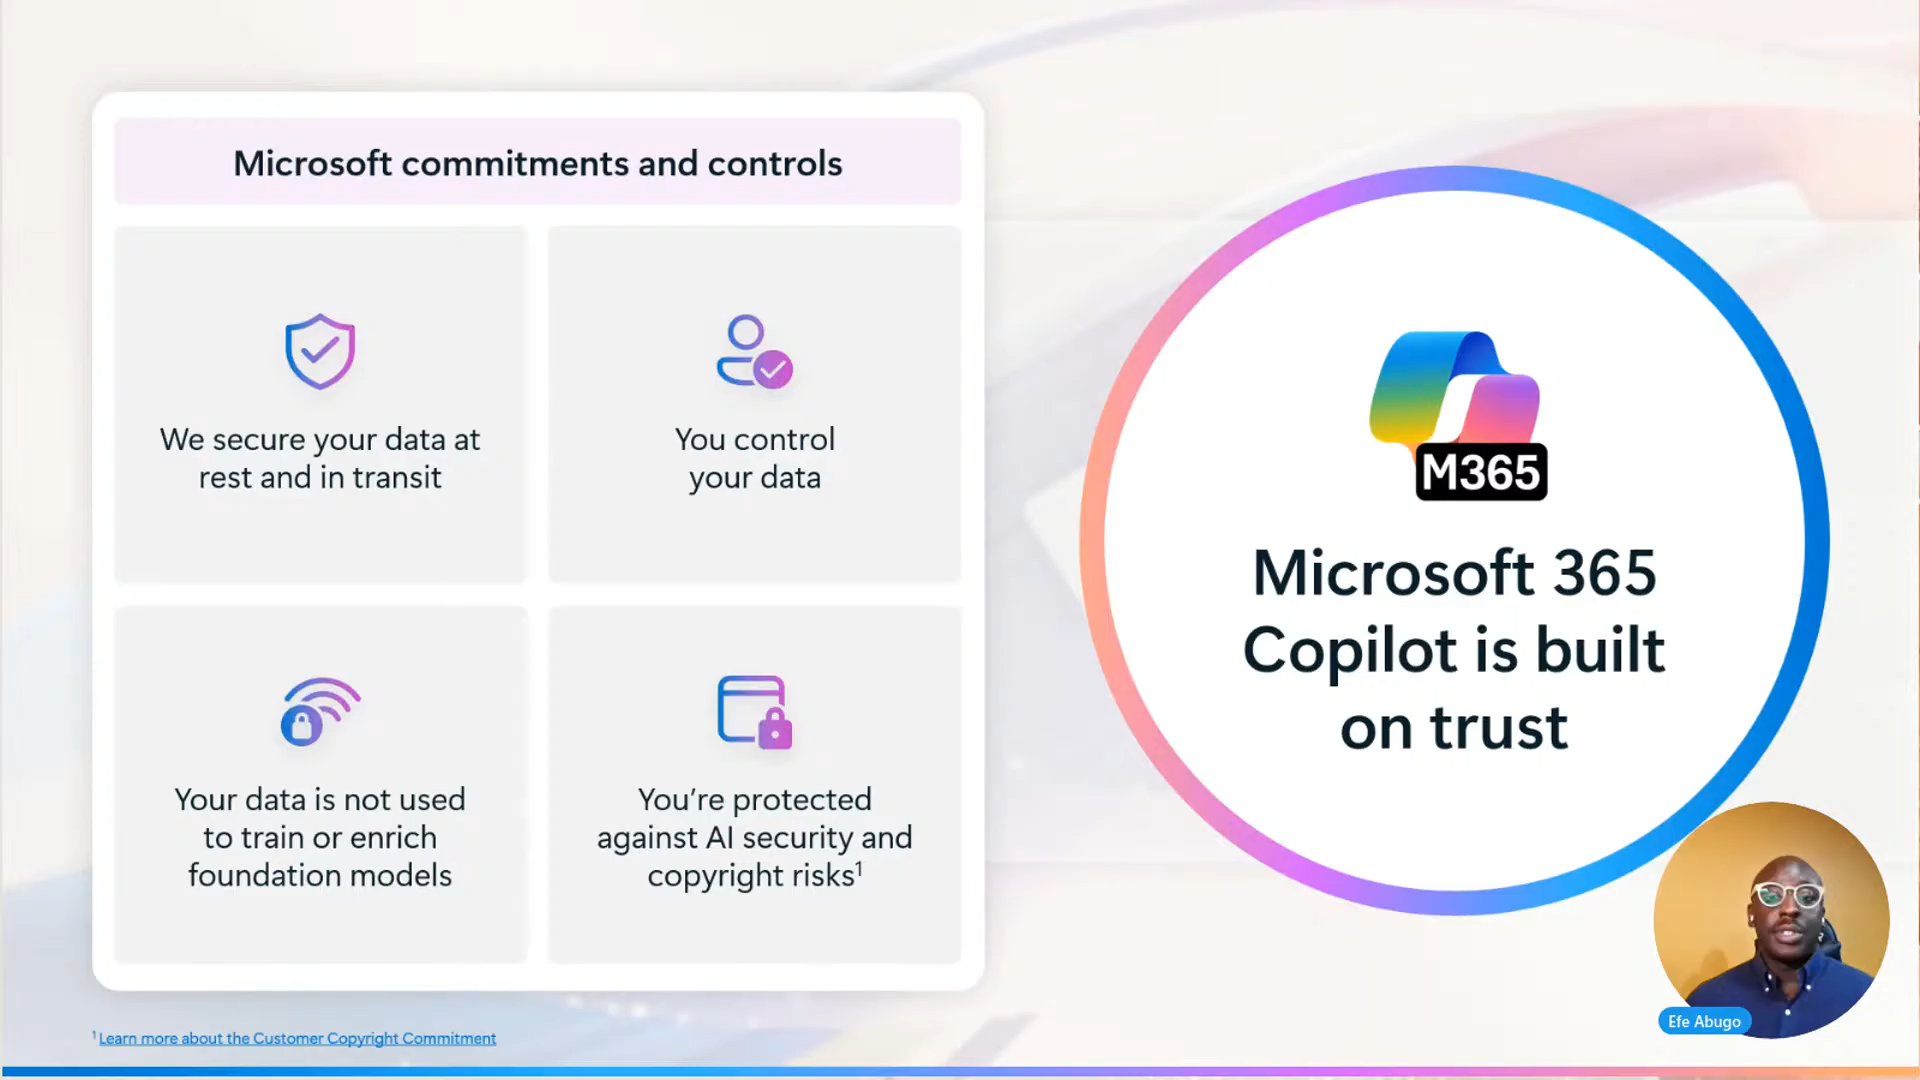 Microsoft commitments and controls
We secure your data at
rest and in transit
You control
your data
Your data is not used
to train or enrich
foundation models
You’re protected
against AI security and
copyright risks¹
¹ Learn more about the Customer Copyright Commitment
M365
Microsoft 365
Copilot is built
on trust
Efe Abugo